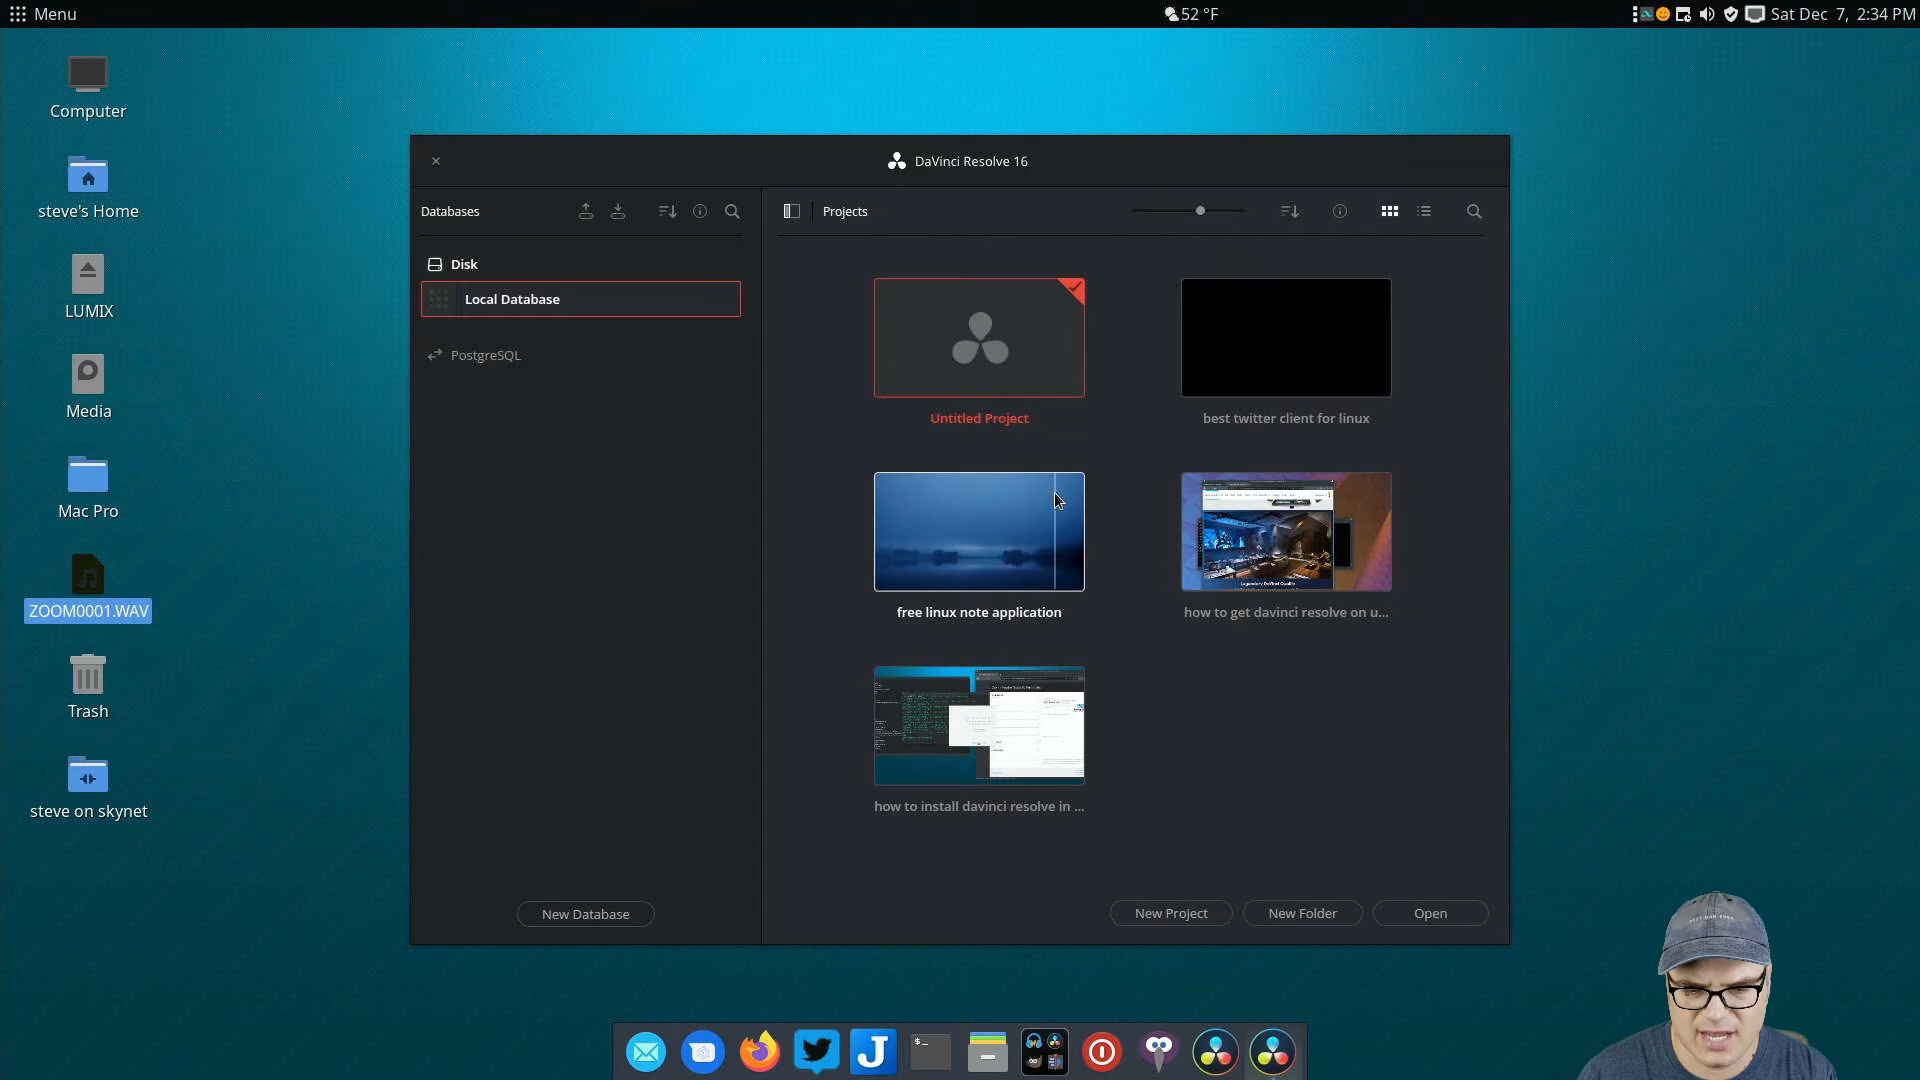 Menu
52 °F
Sat Dec 7, 2:34 PM
Computer
steve's Home
LUMIX
Media
Mac Pro
ZOOM0001.WAV
Trash
steve on skynet
DaVinci Resolve 16
Databases
Disk
Local Database
PostgreSQL
New Database
Projects
Untitled Project
best twitter client for linux
free linux note application
how to get davinci resolve on u...
how to install davinci resolve in ...
New Project
New Folder
Open
BEST DAD EVER